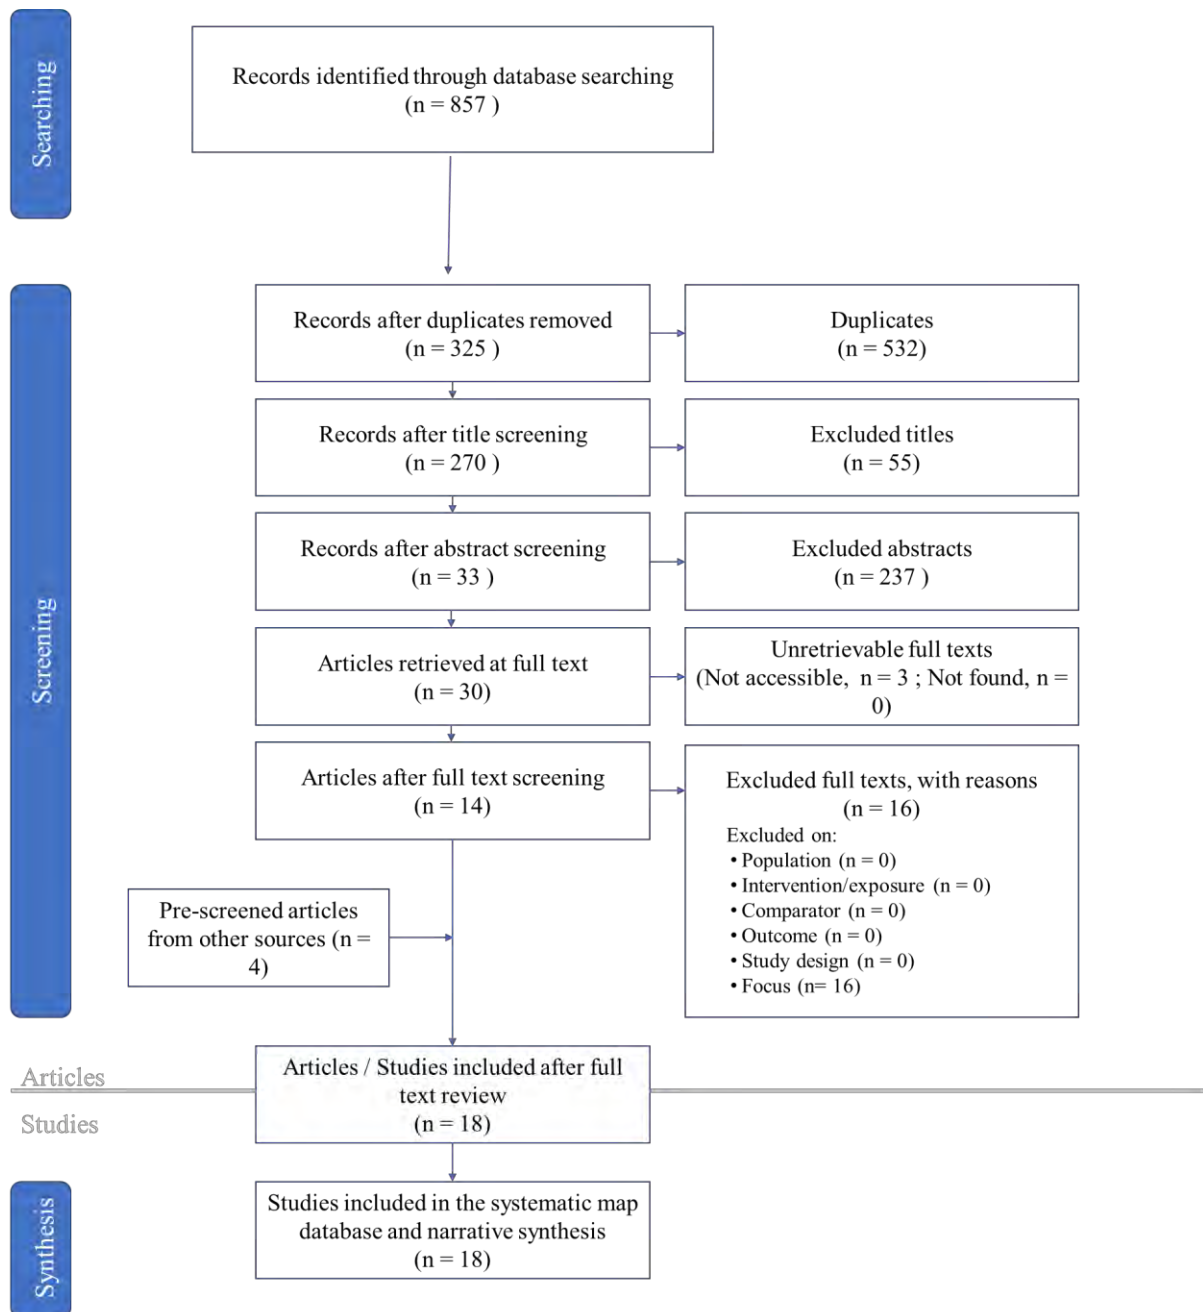 Searching
Records identified through database searching
(n = 857 )
Screening
Records after duplicates removed
(n = 325 )
Duplicates
(n = 532)
Records after title screening
(n = 270 )
Excluded titles
(n = 55)
Records after abstract screening
(n = 33 )
Excluded abstracts
(n = 237 )
Articles retrieved at full text
(n = 30)
Unretrievable full texts
(Not accessible, n = 3 ; Not found, n =
0)
Articles after full text screening
(n = 14)
Excluded full texts, with reasons
(n = 16)
Excluded on:
• Population (n = 0)
• Intervention/exposure (n = 0)
• Comparator (n = 0)
• Outcome (n = 0)
• Study design (n = 0)
• Focus (n= 16)
Pre-screened articles
from other sources (n =
4)
Articles
Studies
Articles / Studies included after full
text review
(n = 18)
Synthesis
Studies included in the systematic map
database and narrative synthesis
(n = 18)